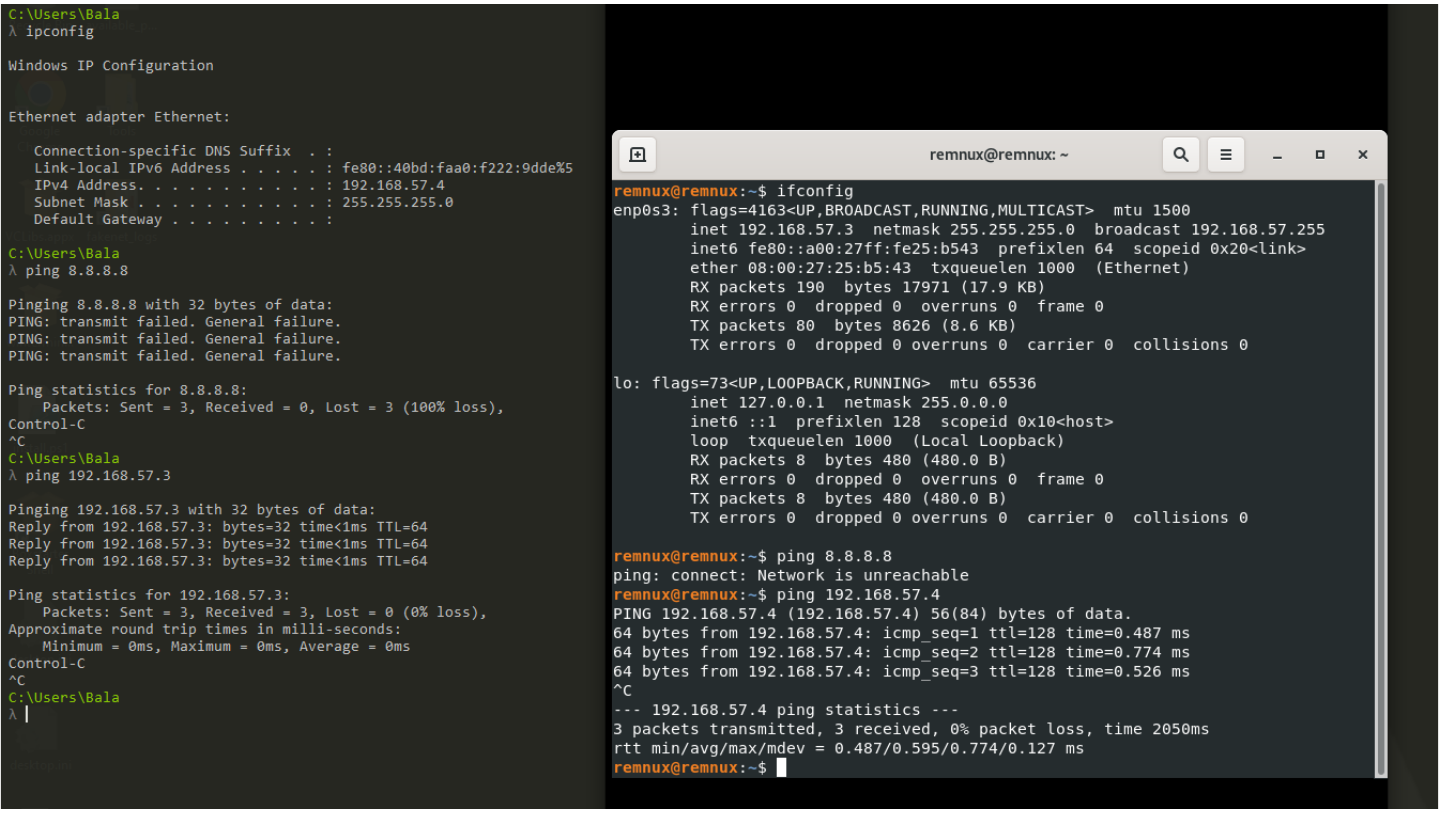 C:\Users\Bala
λ ipconfig
Windows IP Configuration
Ethernet adapter Ethernet:
Connection-specific DNS Suffix  . :
Link-local IPv6 Address . . . . . : fe80::40bd:faa0:f222:9dde%5
IPv4 Address. . . . . . . . . . . : 192.168.57.4
Subnet Mask . . . . . . . . . . . : 255.255.255.0
Default Gateway . . . . . . . . . :
C:\Users\Bala
λ ping 8.8.8.8
Pinging 8.8.8.8 with 32 bytes of data:
PING: transmit failed. General failure.
PING: transmit failed. General failure.
PING: transmit failed. General failure.
Ping statistics for 8.8.8.8:
Packets: Sent = 3, Received = 0, Lost = 3 (100% loss),
Control-C
^C
C:\Users\Bala
λ ping 192.168.57.3
Pinging 192.168.57.3 with 32 bytes of data:
Reply from 192.168.57.3: bytes=32 time<1ms TTL=64
Reply from 192.168.57.3: bytes=32 time<1ms TTL=64
Reply from 192.168.57.3: bytes=32 time<1ms TTL=64
Ping statistics for 192.168.57.3:
Packets: Sent = 3, Received = 3, Lost = 0 (0% loss),
Approximate round trip times in milli-seconds:
Minimum = 0ms, Maximum = 0ms, Average = 0ms
Control-C
^C
C:\Users\Bala
λ
remnux@remnux: ~
remnux@remnux:~$ ifconfig
enp0s3: flags=4163<UP,BROADCAST,RUNNING,MULTICAST>  mtu 1500
inet 192.168.57.3  netmask 255.255.255.0  broadcast 192.168.57.255
inet6 fe80::a00:27ff:fe25:b543  prefixlen 64  scopeid 0x20<link>
ether 08:00:27:25:b5:43  txqueuelen 1000  (Ethernet)
RX packets 190  bytes 17971 (17.9 KB)
RX errors 0  dropped 0  overruns 0  frame 0
TX packets 80  bytes 8626 (8.6 KB)
TX errors 0  dropped 0 overruns 0  carrier 0  collisions 0
lo: flags=73<UP,LOOPBACK,RUNNING>  mtu 65536
inet 127.0.0.1  netmask 255.0.0.0
inet6 ::1  prefixlen 128  scopeid 0x10<host>
loop  txqueuelen 1000  (Local Loopback)
RX packets 8  bytes 480 (480.0 B)
RX errors 0  dropped 0  overruns 0  frame 0
TX packets 8  bytes 480 (480.0 B)
TX errors 0  dropped 0 overruns 0  carrier 0  collisions 0
remnux@remnux:~$ ping 8.8.8.8
ping: connect: Network is unreachable
remnux@remnux:~$ ping 192.168.57.4
PING 192.168.57.4 (192.168.57.4) 56(84) bytes of data.
64 bytes from 192.168.57.4: icmp_seq=1 ttl=128 time=0.487 ms
64 bytes from 192.168.57.4: icmp_seq=2 ttl=128 time=0.774 ms
64 bytes from 192.168.57.4: icmp_seq=3 ttl=128 time=0.526 ms
^C
--- 192.168.57.4 ping statistics ---
3 packets transmitted, 3 received, 0% packet loss, time 2050ms
rtt min/avg/max/mdev = 0.487/0.595/0.774/0.127 ms
remnux@remnux:~$